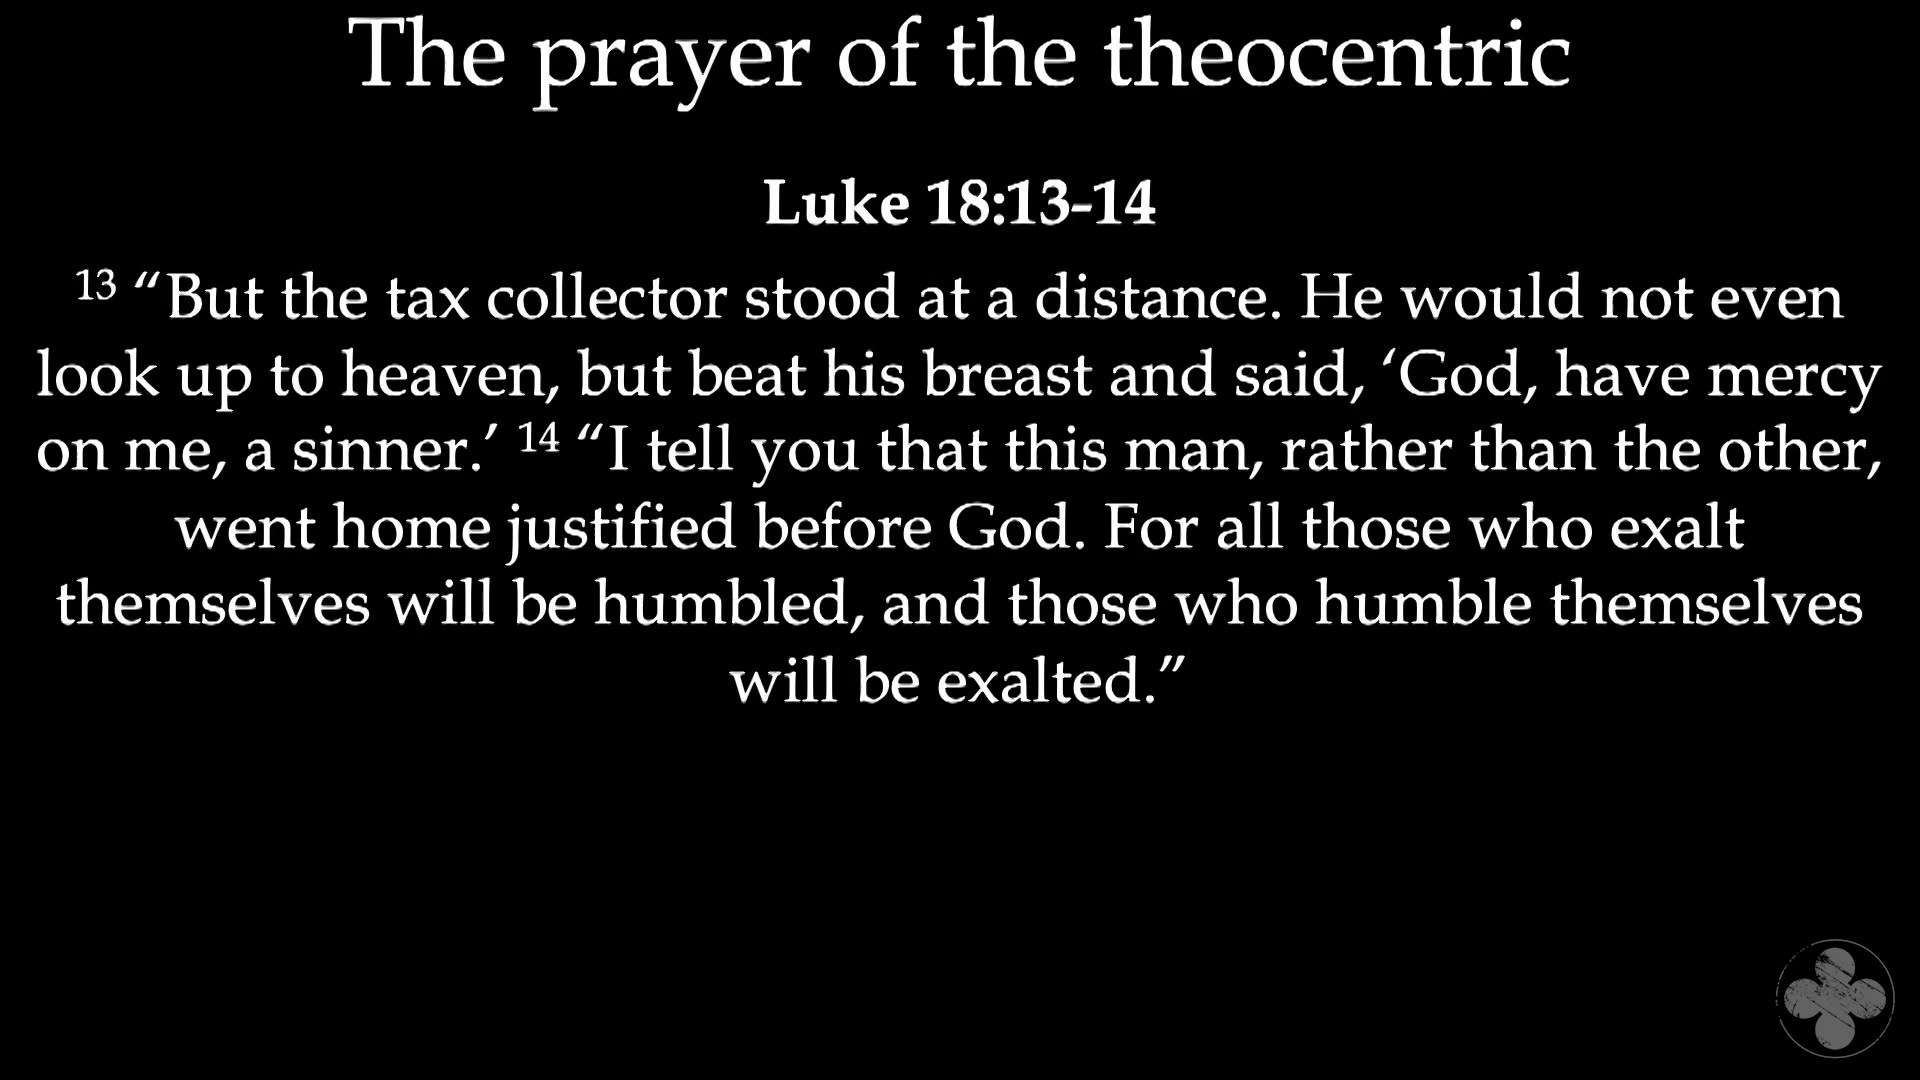 The prayer of the theocentric
Luke 18:13-14
13 “But the tax collector stood at a distance. He would not even
look up to heaven, but beat his breast and said, ‘God, have mercy
on me, a sinner.’ 14 “I tell you that this man, rather than the other,
went home justified before God. For all those who exalt
themselves will be humbled, and those who humble themselves
will be exalted.”